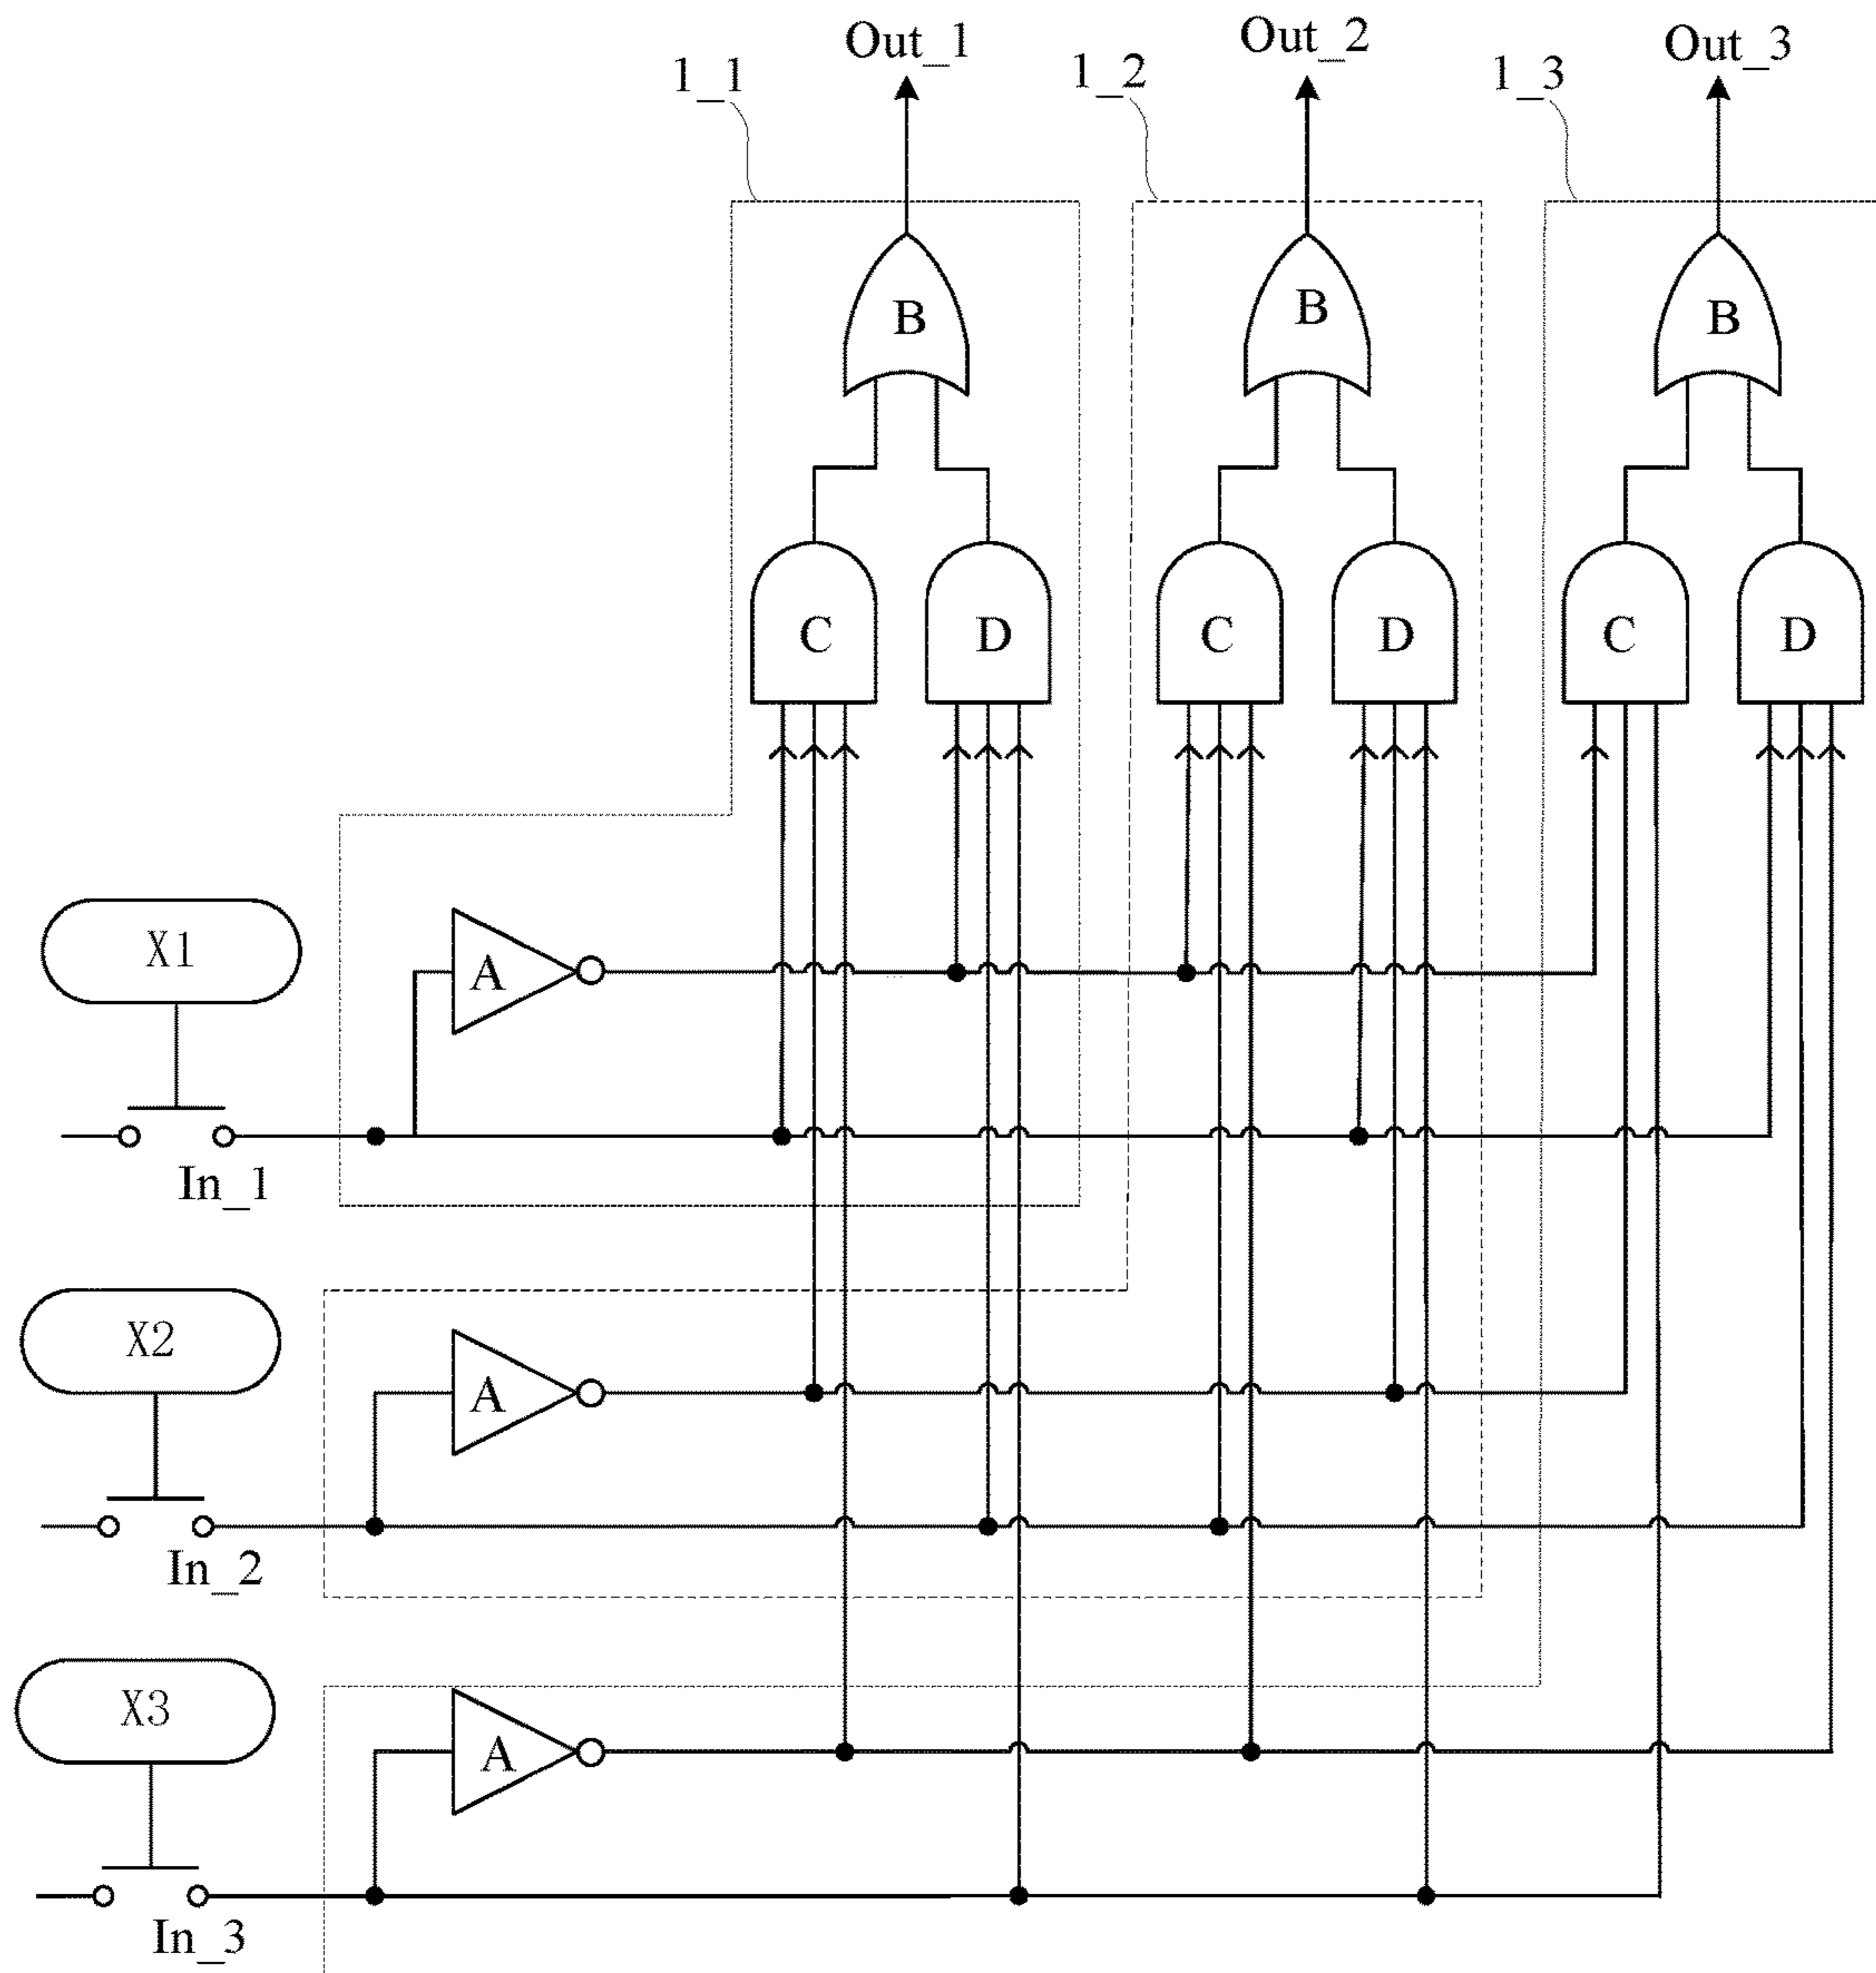 Out_1 Out_2 Out_3
1_1 1_2 1_3
B B B
C D C D C D
X1
A
In_1
X2
A
In_2
X3
A
In_3